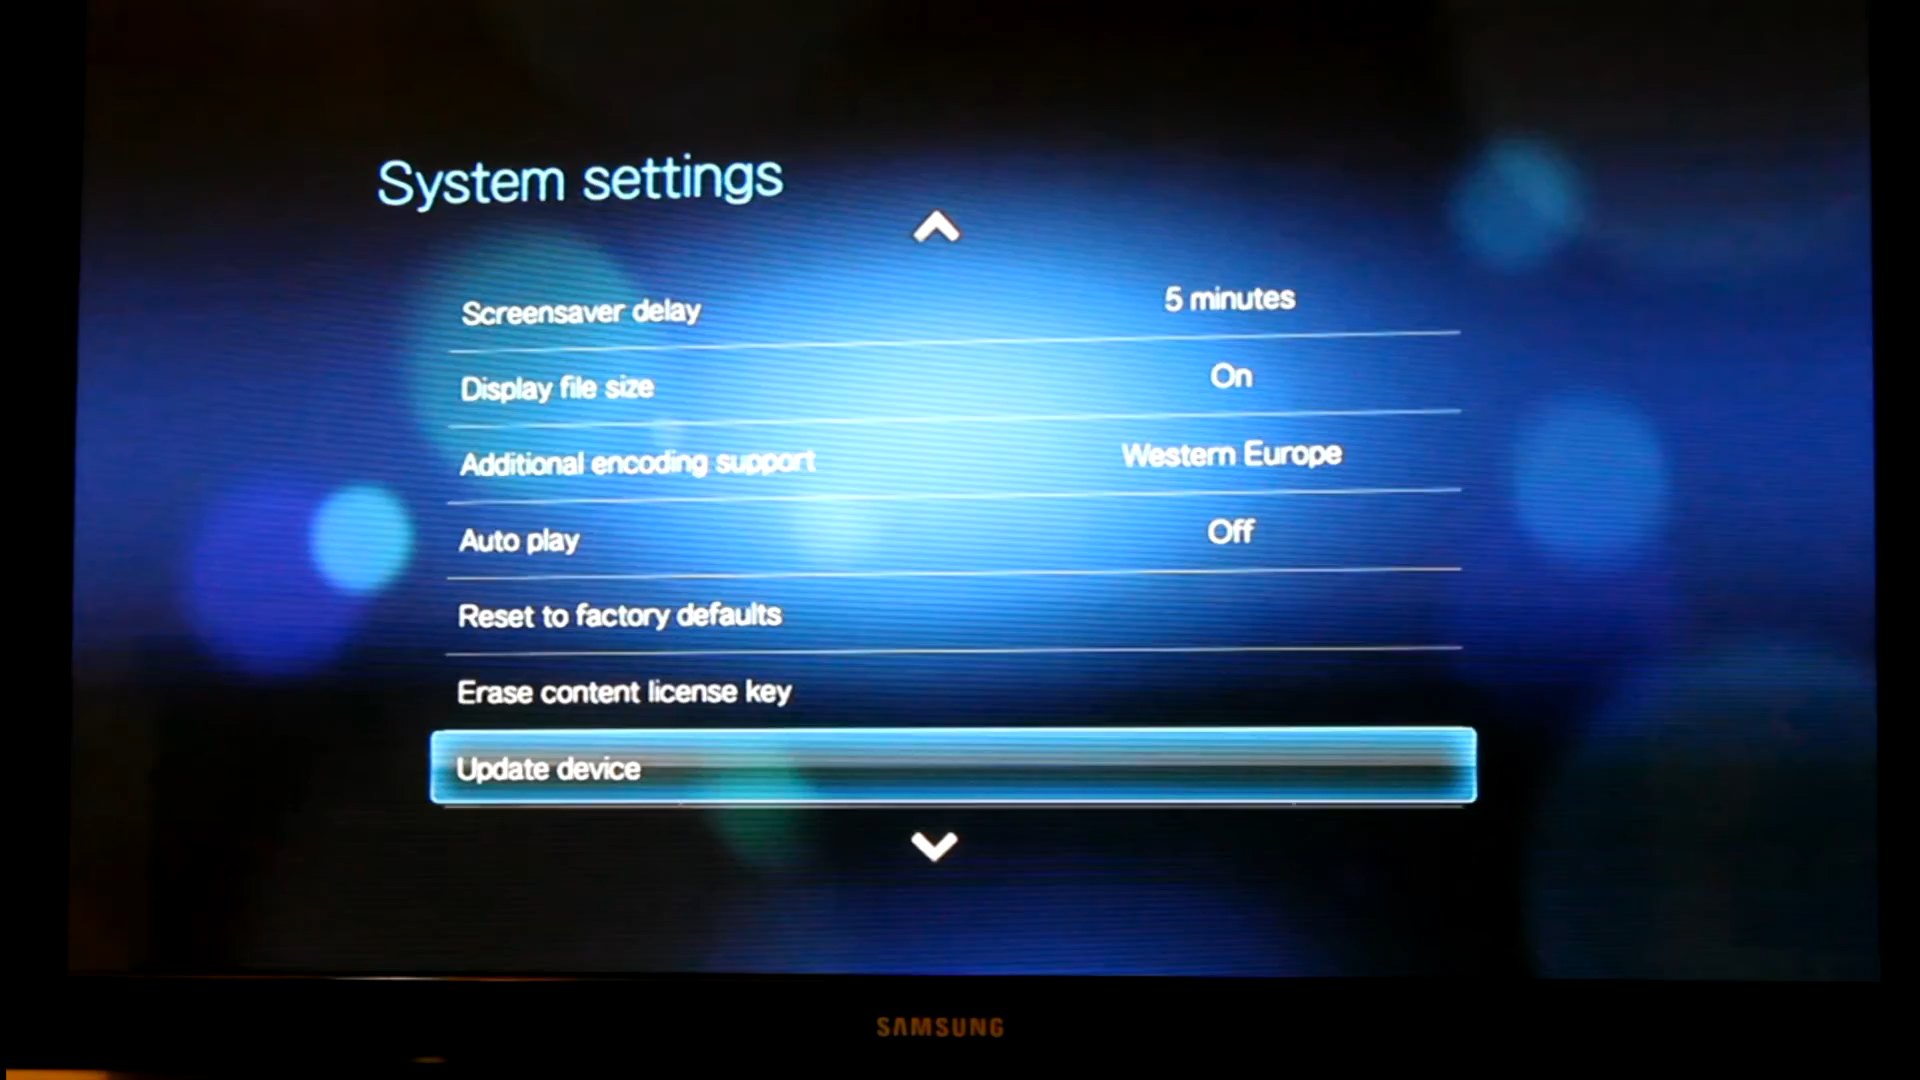 System settings
Screensaver delay 5 minutes
Display file size On
Additional encoding support Western Europe
Auto play Off
Reset to factory defaults
Erase content license key
Update device
SAMSUNG